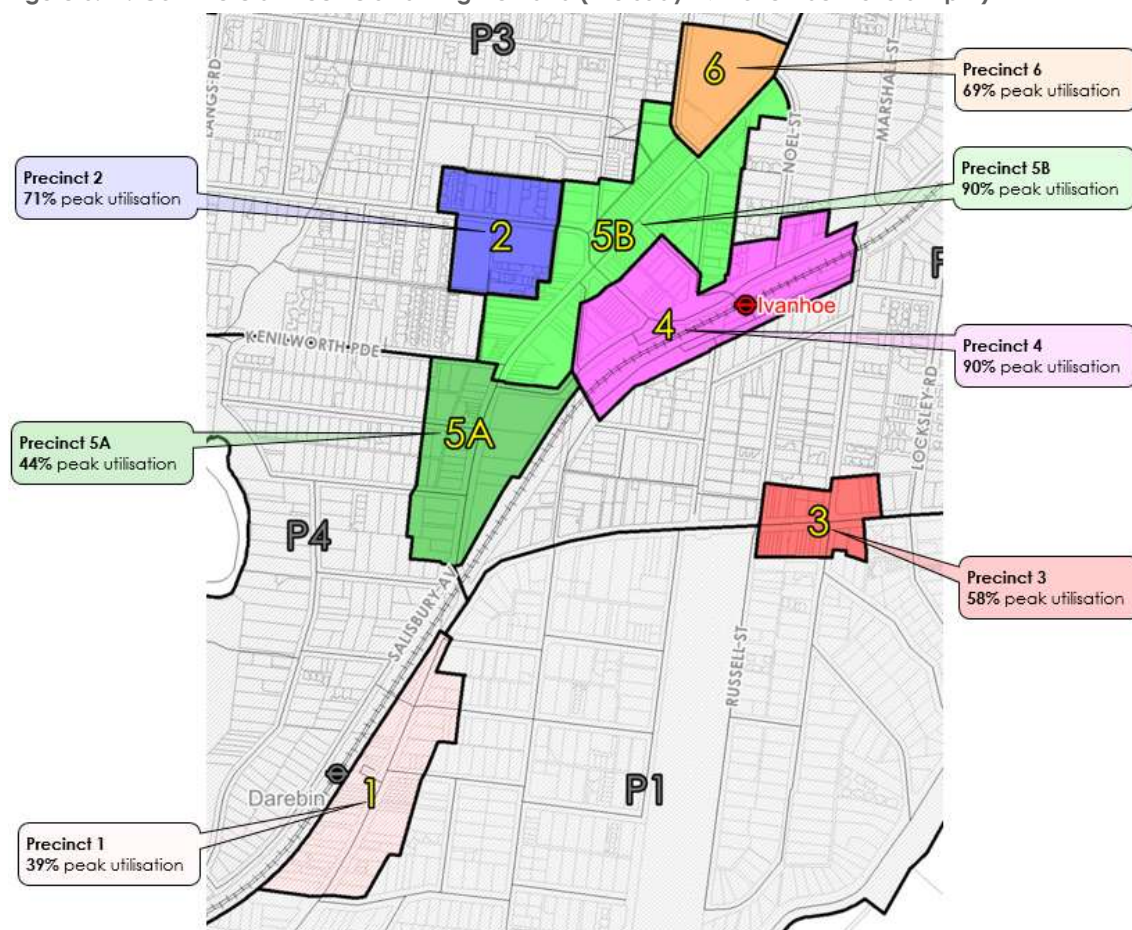 P3
6
LANGS RD
MARSHALL ST
NOEL ST
Precinct 6
69% peak utilisation
Precinct 2
71% peak utilisation
Precinct 5B
90% peak utilisation
2
5B
P
Ivanhoe
4
KENILWORTH PDE
Precinct 4
90% peak utilisation
LOCKSLEY RD
5A
Precinct 5A
44% peak utilisation
P4
3
Precinct 3
58% peak utilisation
SALISBURY AV
RUSSELL ST
P1
Darebin
1
Precinct 1
39% peak utilisation